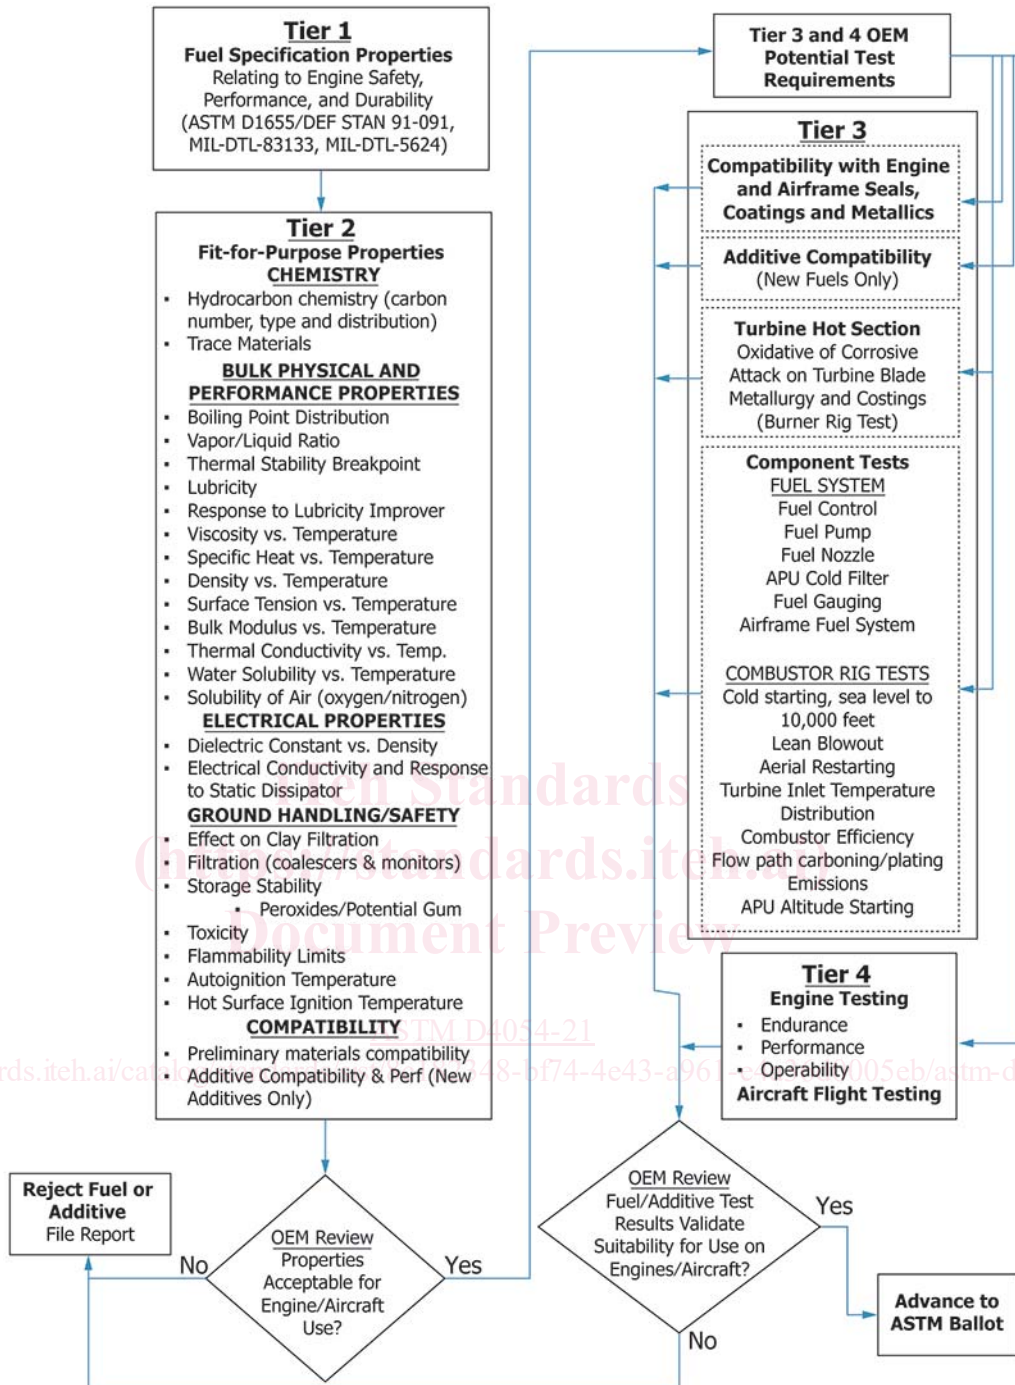 Tier 1
Fuel Specification Properties
Relating to Engine Safety,
Performance, and Durability
(ASTM D1655/DEF STAN 91-091,
MIL-DTL-83133, MIL-DTL-5624)
Tier 2
Fit-for-Purpose Properties
CHEMISTRY
▪ Hydrocarbon chemistry (carbon
number, type and distribution)
▪ Trace Materials
BULK PHYSICAL AND
PERFORMANCE PROPERTIES
▪ Boiling Point Distribution
▪ Vapor/Liquid Ratio
▪ Thermal Stability Breakpoint
▪ Lubricity
▪ Response to Lubricity Improver
▪ Viscosity vs. Temperature
▪ Specific Heat vs. Temperature
▪ Density vs. Temperature
▪ Surface Tension vs. Temperature
▪ Bulk Modulus vs. Temperature
▪ Thermal Conductivity vs. Temp.
▪ Water Solubility vs. Temperature
▪ Solubility of Air (oxygen/nitrogen)
ELECTRICAL PROPERTIES
▪ Dielectric Constant vs. Density
▪ Electrical Conductivity and Response
to Static Dissipator
GROUND HANDLING/SAFETY
▪ Effect on Clay Filtration
▪ Filtration (coalescers & monitors)
▪ Storage Stability
▪ Peroxides/Potential Gum
▪ Toxicity
▪ Flammability Limits
▪ Autoignition Temperature
▪ Hot Surface Ignition Temperature
COMPATIBILITY
▪ Preliminary materials compatibility
▪ Additive Compatibility & Perf (New
Additives Only)
OEM Review
Properties
Acceptable for
Engine/Aircraft
Use?
No
Yes
Reject Fuel or
Additive
File Report
Tier 3 and 4 OEM
Potential Test
Requirements
Tier 3
Compatibility with Engine
and Airframe Seals,
Coatings and Metallics
Additive Compatibility
(New Fuels Only)
Turbine Hot Section
Oxidative of Corrosive
Attack on Turbine Blade
Metallurgy and Costings
(Burner Rig Test)
Component Tests
FUEL SYSTEM
Fuel Control
Fuel Pump
Fuel Nozzle
APU Cold Filter
Fuel Gauging
Airframe Fuel System
COMBUSTOR RIG TESTS
Cold starting, sea level to
10,000 feet
Lean Blowout
Aerial Restarting
Turbine Inlet Temperature
Distribution
Combustor Efficiency
Flow path carboning/plating
Emissions
APU Altitude Starting
Tier 4
Engine Testing
▪ Endurance
▪ Performance
▪ Operability
Aircraft Flight Testing
OEM Review
Fuel/Additive Test
Results Validate
Suitability for Use on
Engines/Aircraft?
Yes
No
Advance to
ASTM Ballot
iTeh Standards
(https://standards.iteh.ai)
Document Preview
ASTM D4054-21